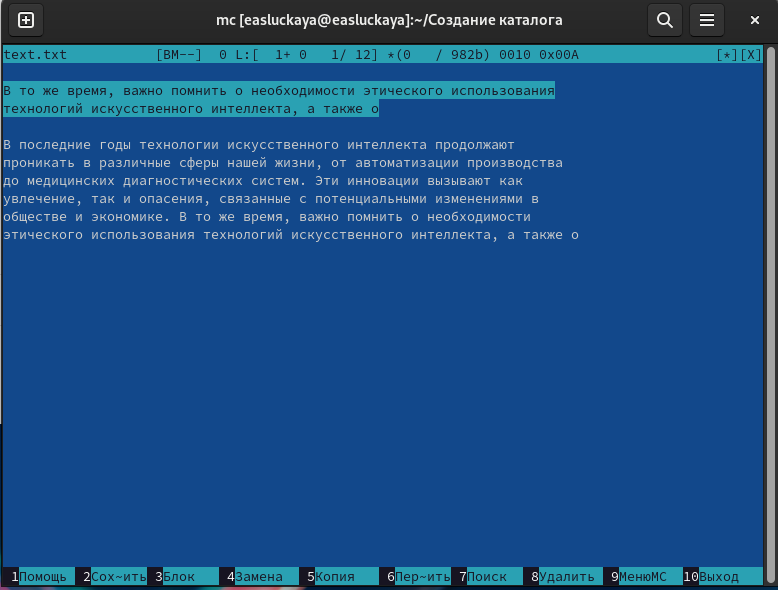 mc [easluckaya@easluckaya]:~/Создание каталога
text.txt [BM--] 0 L:[ 1+ 0 1/ 12] *(0 / 982b) 0010 0x00A [*][X]
В то же время, важно помнить о необходимости этического использования
технологий искусственного интеллекта, а также о
В последние годы технологии искусственного интеллекта продолжают
проникать в различные сферы нашей жизни, от автоматизации производства
до медицинских диагностических систем. Эти инновации вызывают как
увлечение, так и опасения, связанные с потенциальными изменениями в
обществе и экономике. В то же время, важно помнить о необходимости
этического использования технологий искусственного интеллекта, а также о
1Помощь 2Сох~ить 3Блок 4Замена 5Копия 6Пер~ить 7Поиск 8Удалить 9МенюMC 10Выход